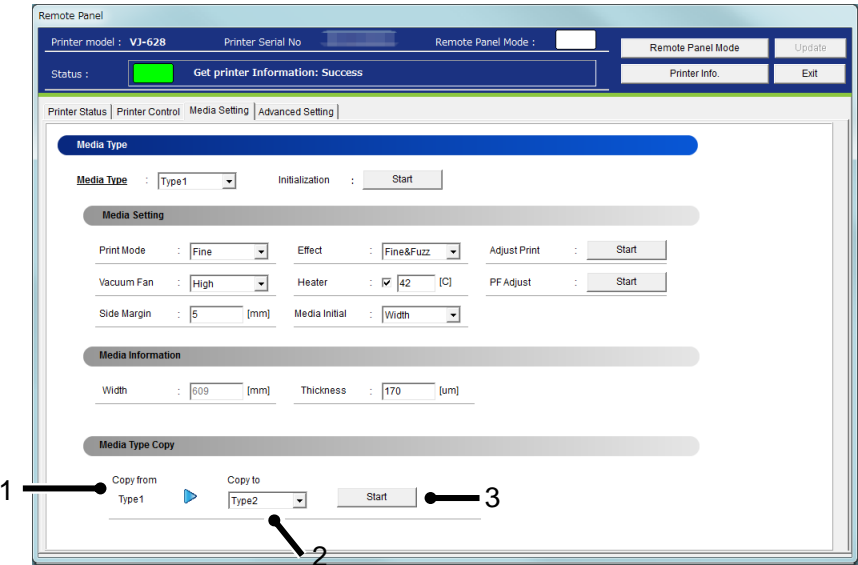 Remote Panel
Printer model : VJ-628 Printer Serial No Remote Panel Mode : Remote Panel Mode Update
Status : Get printer Information: Success Printer Info. Exit
Printer Status Printer Control Media Setting Advanced Setting
Media Type
Media Type : Type1 Initialization : Start
Media Setting
Print Mode : Fine Effect : Fine&Fuzz Adjust Print : Start
Vacuum Fan : High Heater : 42 [C] PF Adjust : Start
Side Margin : 5 [mm] Media Initial : Width
Media Information
Width : 609 [mm] Thickness : 170 [um]
Media Type Copy
Copy from Copy to
1 Type1 Type2 Start 3
2